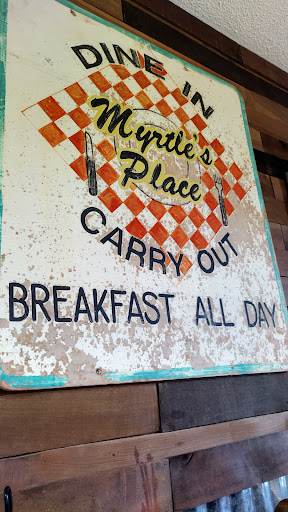 DINE IN
Myrtle's
Place
CARRY OUT
BREAKFAST ALL DAY